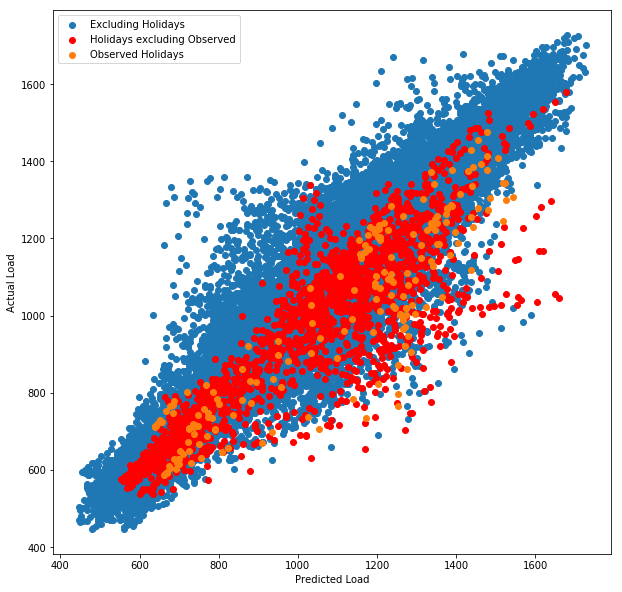 Excluding Holidays
Holidays excluding Observed
Observed Holidays
1600
1400
1200
1000
800
600
400
Actual Load
400
600
800
1000
1200
1400
1600
Predicted Load